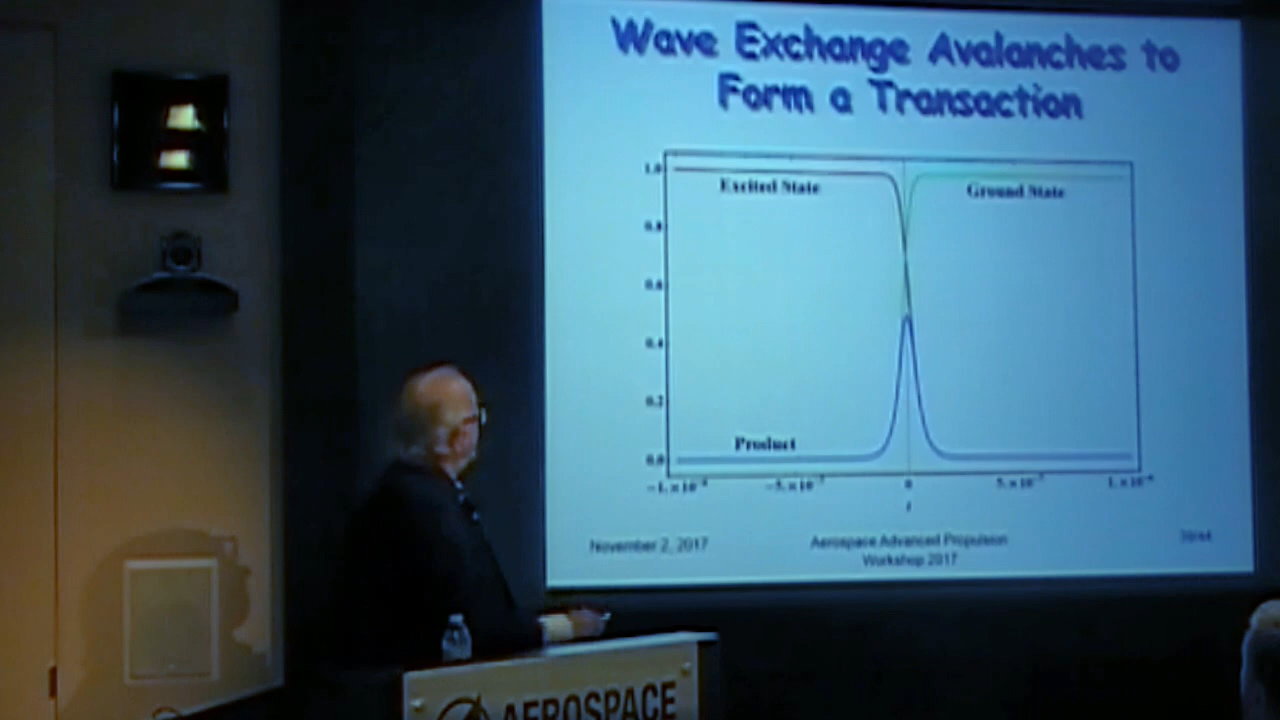 Wave Exchange Avalanches to
Form a Transaction
1.0
Excited State
Ground State
0.8
0.6
0.4
0.2
Product
0.0
0
t
November 2, 2017
Aerospace Advanced Propulsion
Workshop 2017
AEROSPACE